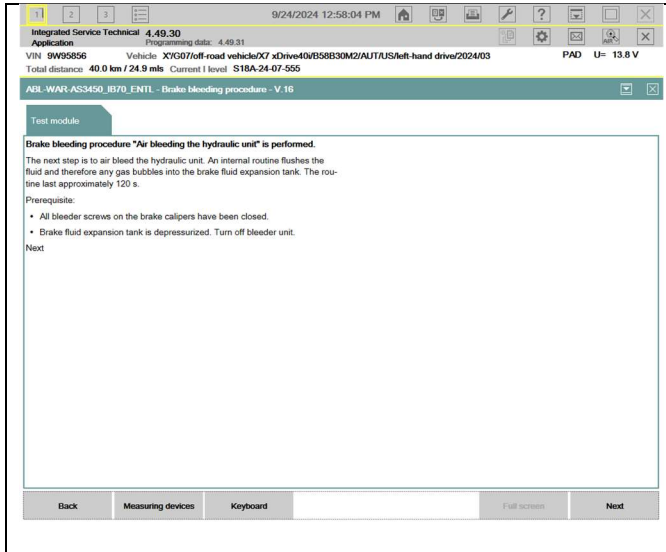 1 2 3 9/24/2024 12:58:04 PM ?
Integrated Service Technical Application 4.49.30
Programming data: 4.49.31
VIN 9W95856 Vehicle X'/G07/off-road vehicle/X7 xDrive40i/B58B30M2/AUT/US/left-hand drive/2024/03 PAD U= 13.8 V
Total distance 40.0 km / 24.9 mls Current I level S18A-24-07-555
ABL-WAR-AS3450_IB70_ENTL - Brake bleeding procedure - V.16
Test module
Brake bleeding procedure "Air bleeding the hydraulic unit" is performed.
The next step is to air bleed the hydraulic unit. An internal routine flushes the
fluid and therefore any gas bubbles into the brake fluid expansion tank. The rou-
tine last approximately 120 s.
Prerequisite:
• All bleeder screws on the brake calipers have been closed.
• Brake fluid expansion tank is depressurized. Turn off bleeder unit.
Next
Back Measuring devices Keyboard Full screen Next